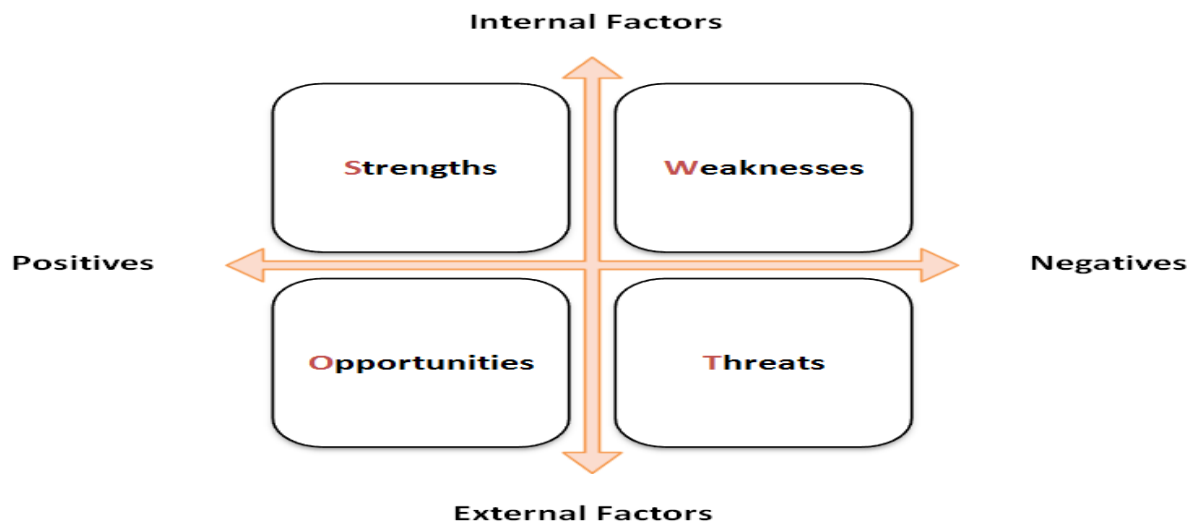 Internal Factors
Strengths
Weaknesses
Positives
Negatives
Opportunities
Threats
External Factors